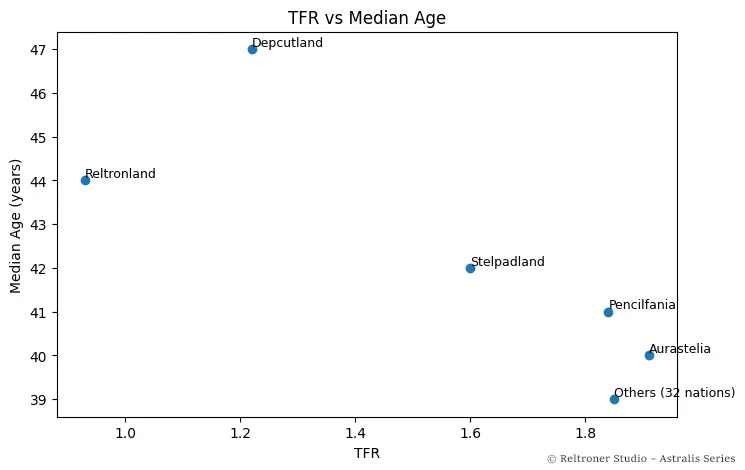 TFR vs Median Age
Depcutland
Reltronland
Stelpadland
Pencilfania
Aurastelia
Others (32 nations)
47
46
45
44
43
42
41
40
39
Median Age (years)
1.0
1.2
1.4
1.6
1.8
TFR
© Reltroner Studio – Astralis Series